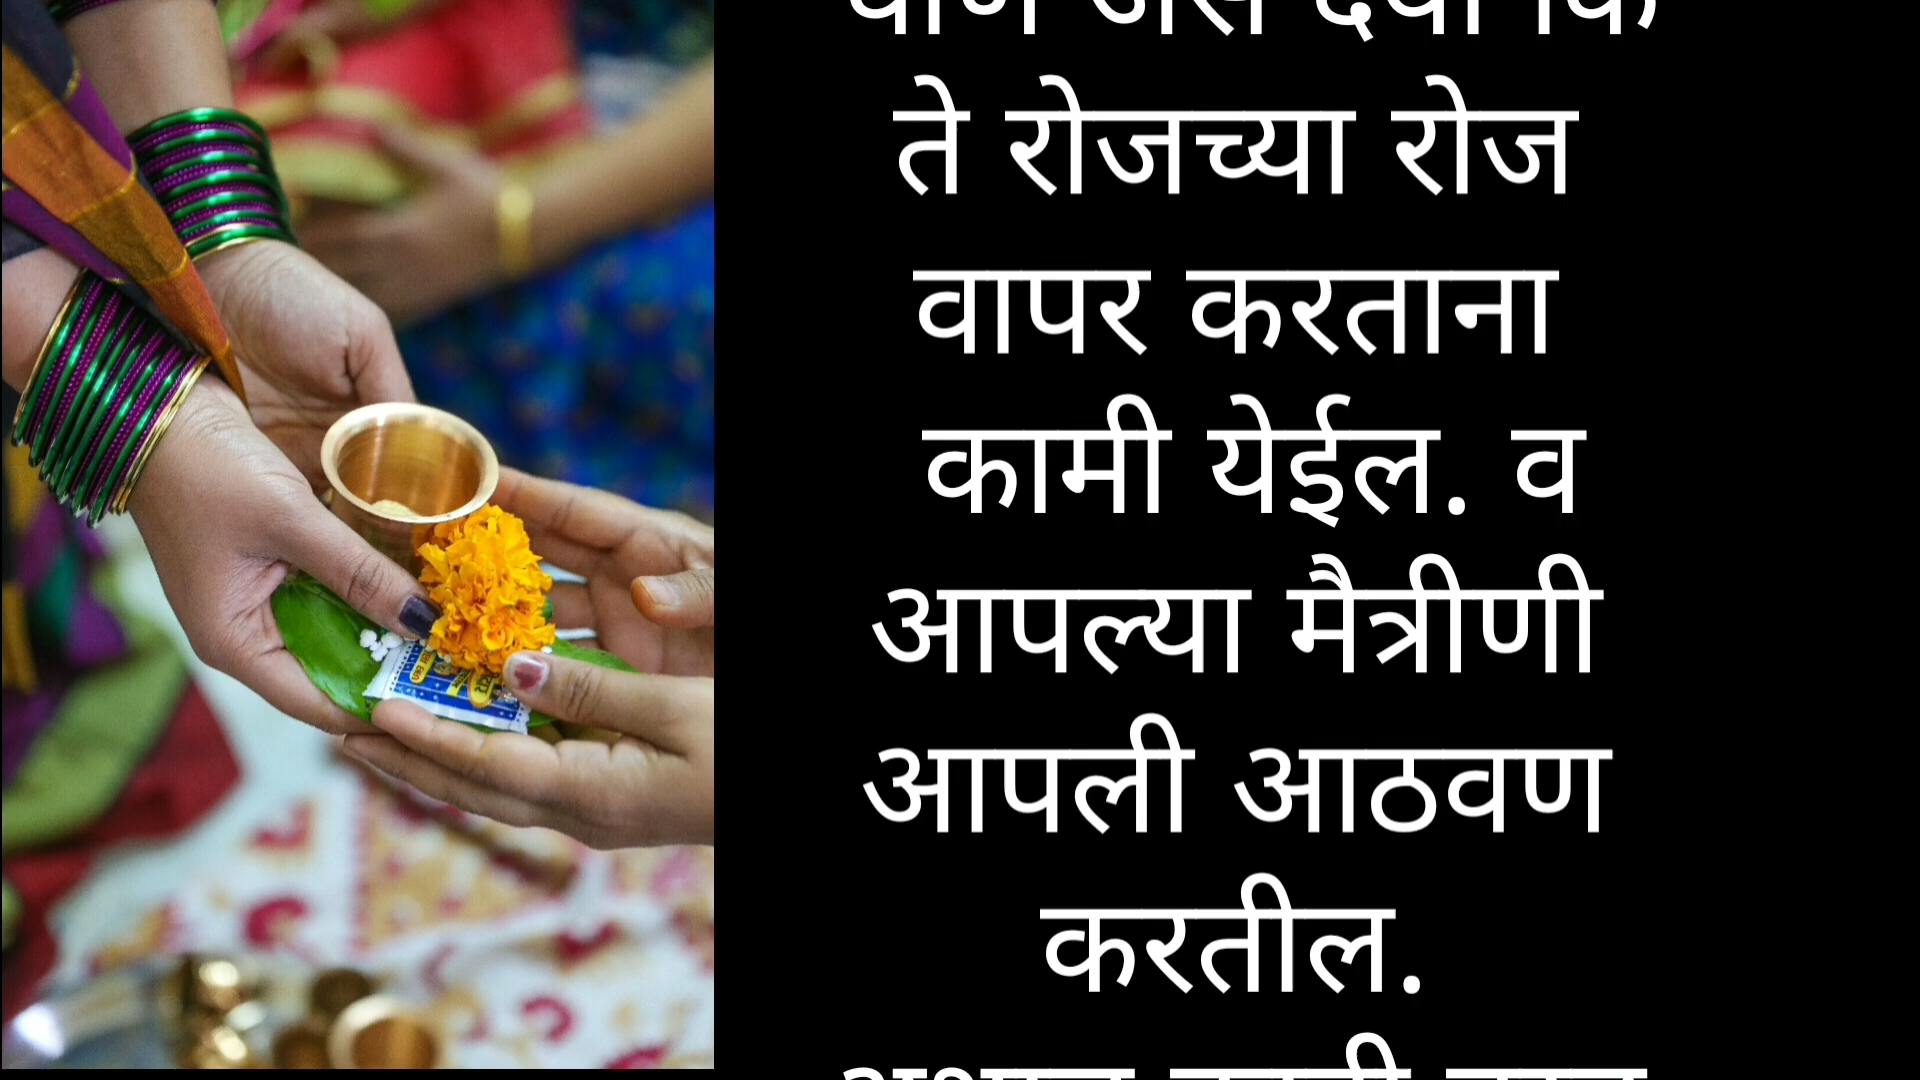 ते रोजच्या रोज
वापर करताना
कामी येईल. व
आपल्या मैत्रीणी
आपली आठवण
करतील.